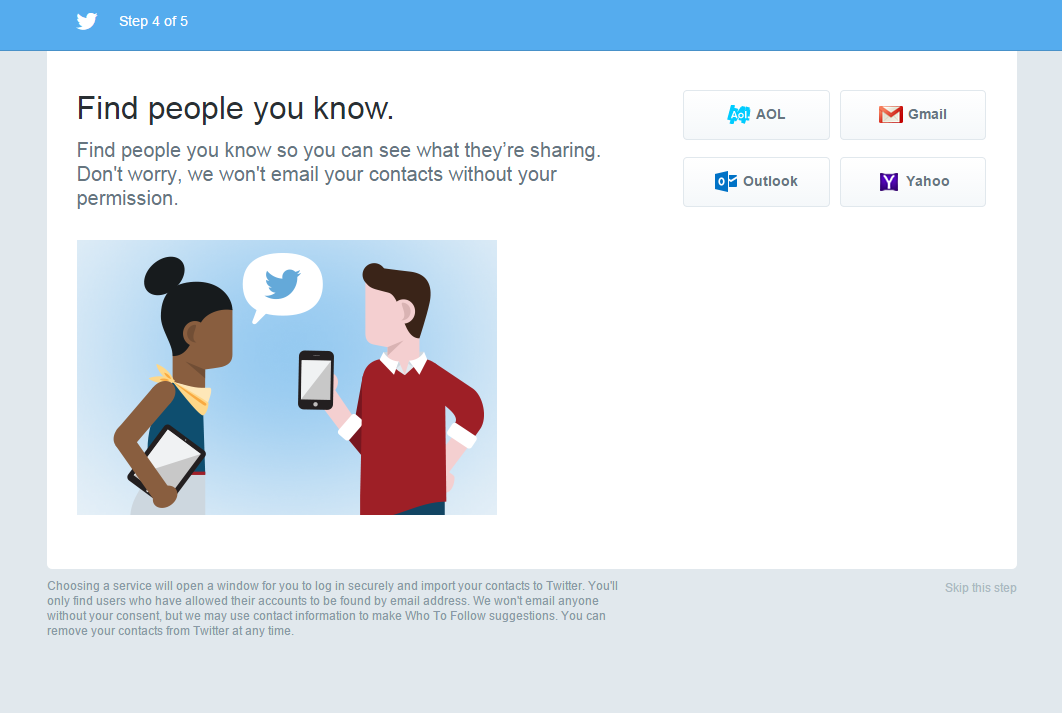 Step 4 of 5
Find people you know.
Find people you know so you can see what they’re sharing.
Don't worry, we won't email your contacts without your
permission.
Aol AOL
Gmail
Outlook
Yahoo
Choosing a service will open a window for you to log in securely and import your contacts to Twitter. You'll
only find users who have allowed their accounts to be found by email address. We won't email anyone
without your consent, but we may use contact information to make Who To Follow suggestions. You can
remove your contacts from Twitter at any time.
Skip this step